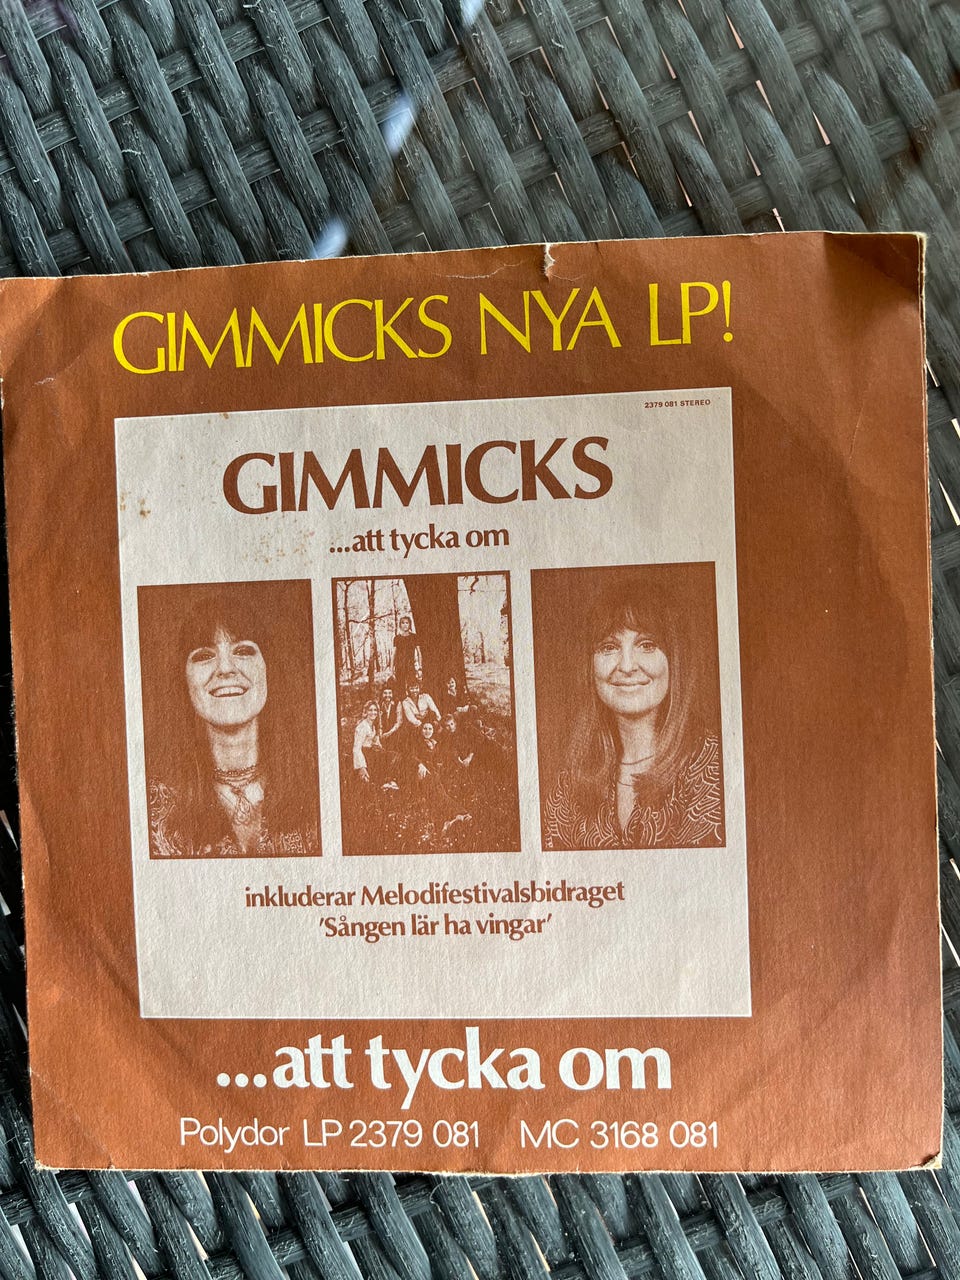 GIMMICKS NYA LP!
2379 081 STEREO
GIMMICKS
...att tycka om
inkluderar Melodifestivalsbidraget
'Sången lär ha vingar'
...att tycka om
Polydor LP 2379 081 MC 3168 081